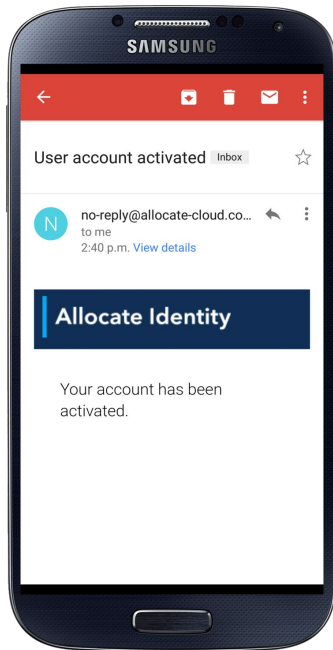 SAMSUNG
User account activated Inbox
N
no-reply@allocate-cloud.co...
to me
2:40 p.m. View details
Allocate Identity
Your account has been
activated.